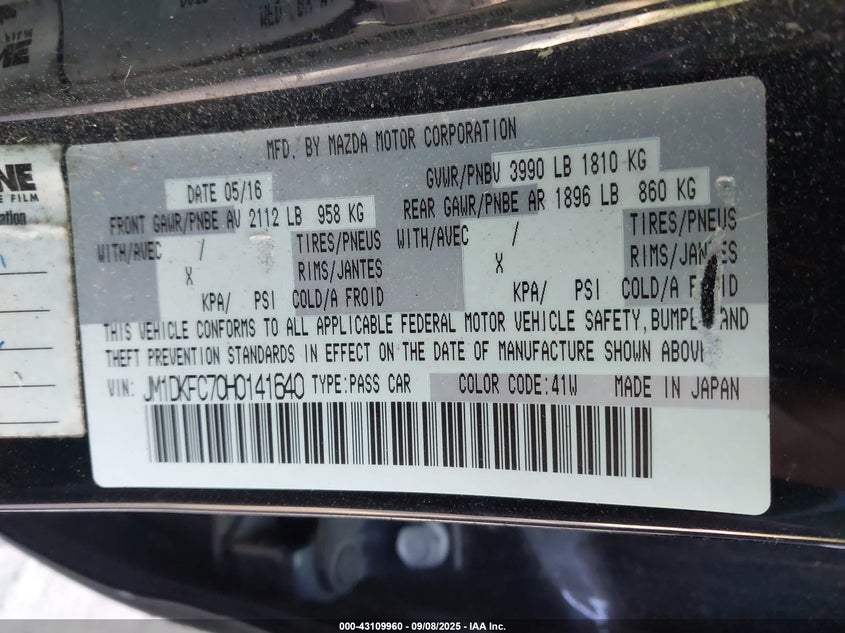 MFD. BY MAZDA MOTOR CORPORATION
DATE 05/16
GVWR/PNBV 3990 LB 1810 KG
FRONT GAWR/PNBE AV 2112 LB 958 KG
REAR GAWR/PNBE AR 1896 LB 860 KG
WITH/AVEC / TIRES/PNEUS
WITH/AVEC / TIRES/PNEUS
X RIMS/JANTES
X RIMS/JANTES
KPA/ PSI COLD/A FROID
KPA/ PSI COLD/A FROID
THIS VEHICLE CONFORMS TO ALL APPLICABLE FEDERAL MOTOR VEHICLE SAFETY, BUMPER AND
THEFT PREVENTION STANDARDS IN EFFECT ON THE DATE OF MANUFACTURE SHOWN ABOVE
VIN: JM1DKFC70H0141640 TYPE:PASS CAR COLOR CODE:41W MADE IN JAPAN
NE
E FILM
000-43109960 - 09/08/2025 - IAA Inc.